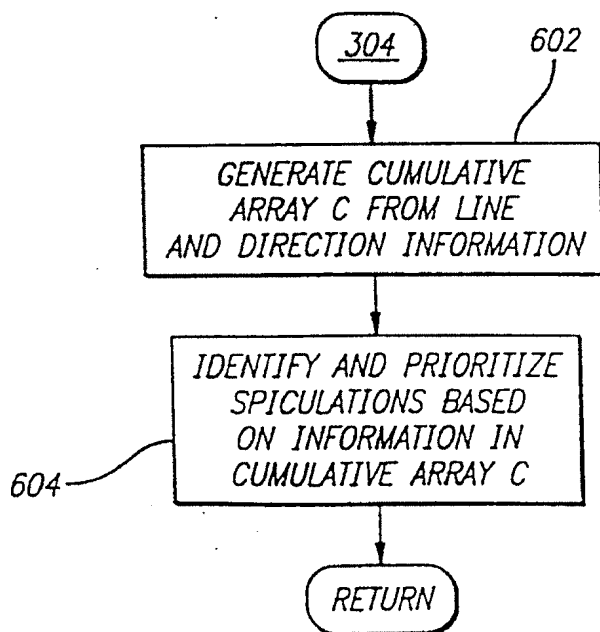 304
602
GENERATE CUMULATIVE
ARRAY C FROM LINE
AND DIRECTION INFORMATION
IDENTIFY AND PRIORITIZE
SPICULATIONS BASED
ON INFORMATION IN
CUMULATIVE ARRAY C
604
RETURN